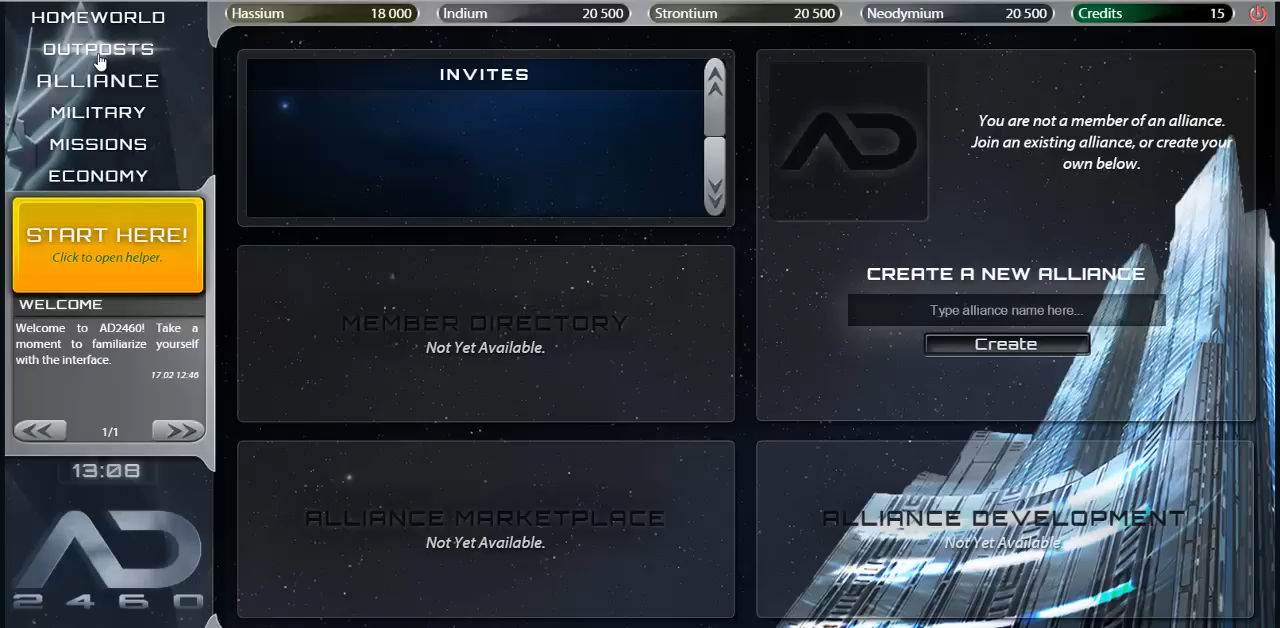 HOMEWORLD
OUTPOSTS
ALLIANCE
MILITARY
MISSIONS
ECONOMY
START HERE!
Click to open helper.
WELCOME
Welcome to AD2460! Take a
moment to familiarize yourself
with the interface.
17.02 12:46
1/1
13:08
AD
2460
Hassium 18 000
Indium 20 500
Strontium 20 500
Neodymium 20 500
Credits 15
INVITES
MEMBER DIRECTORY
Not Yet Available.
ALLIANCE MARKETPLACE
Not Yet Available.
AD
You are not a member of an alliance.
Join an existing alliance, or create your
own below.
CREATE A NEW ALLIANCE
Type alliance name here...
Create
ALLIANCE DEVELOPMENT
Not Yet Available.